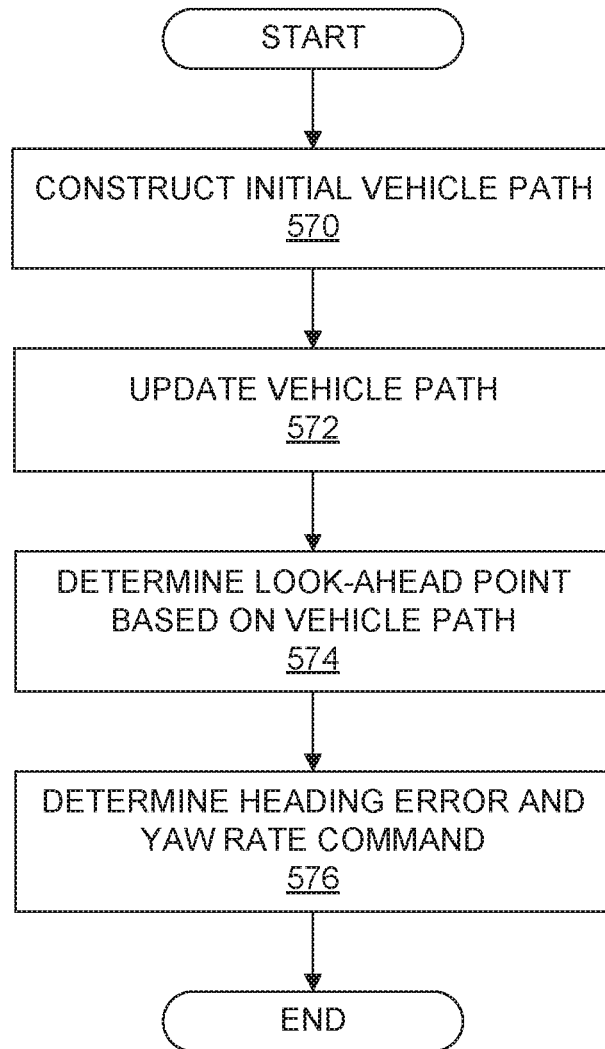 START
CONSTRUCT INITIAL VEHICLE PATH
570
UPDATE VEHICLE PATH
572
DETERMINE LOOK-AHEAD POINT
BASED ON VEHICLE PATH
574
DETERMINE HEADING ERROR AND
YAW RATE COMMAND
576
END